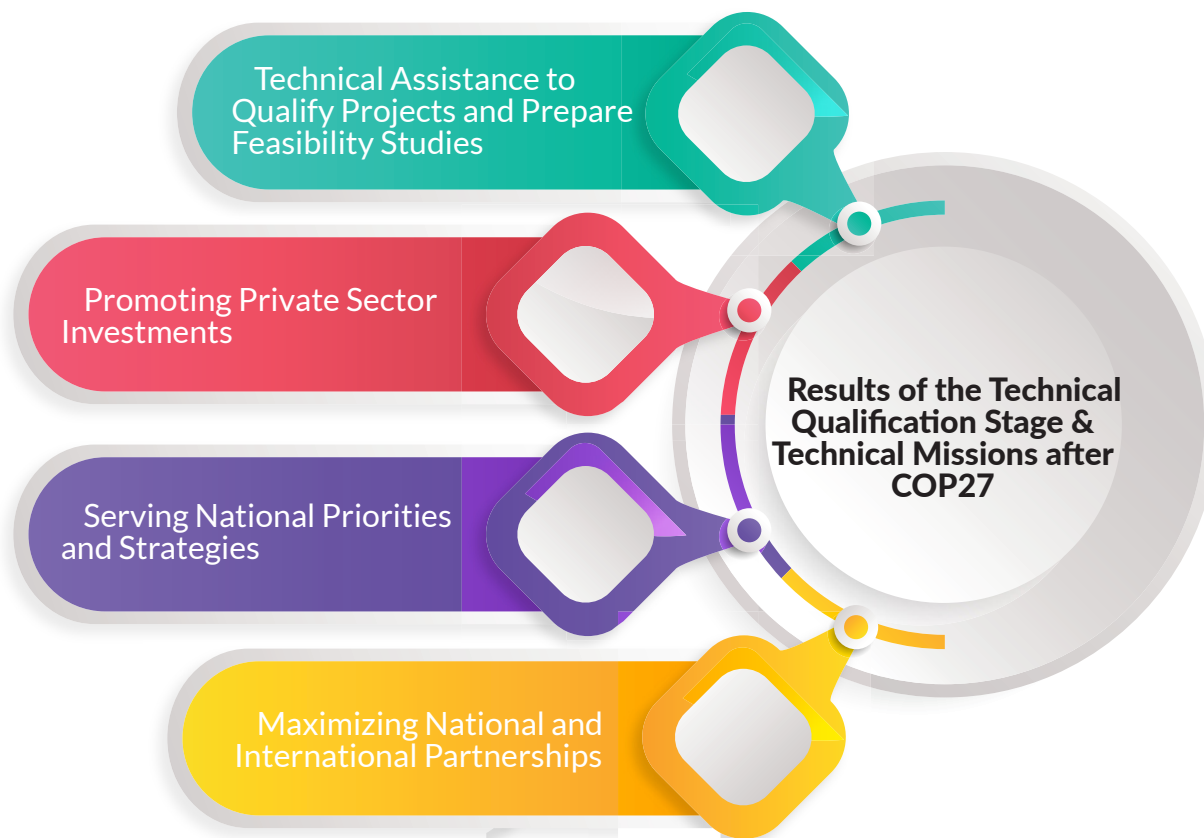 Technical Assistance to
Qualify Projects and Prepare
Feasibility Studies
Promoting Private Sector
Investments
Serving National Priorities
and Strategies
Maximizing National and
International Partnerships
Results of the Technical
Qualification Stage &
Technical Missions after
COP27